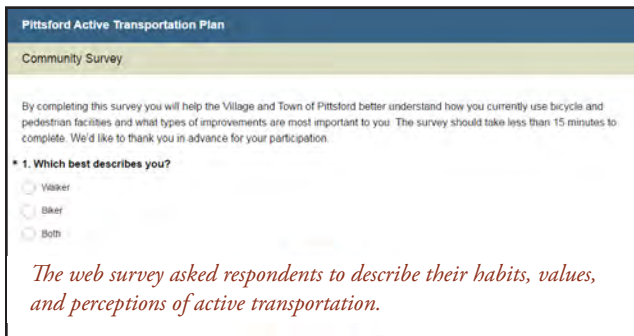 Pittsford Active Transportation Plan
Community Survey
By completing this survey you will help the Village and Town of Pittsford better understand how you currently use bicycle and
pedestrian facilities and what types of improvements are most important to you. The survey should take less than 15 minutes to
complete. We'd like to thank you in advance for your participation.
* 1. Which best describes you?
Walker
Biker
Both
The web survey asked respondents to describe their habits, values,
and perceptions of active transportation.